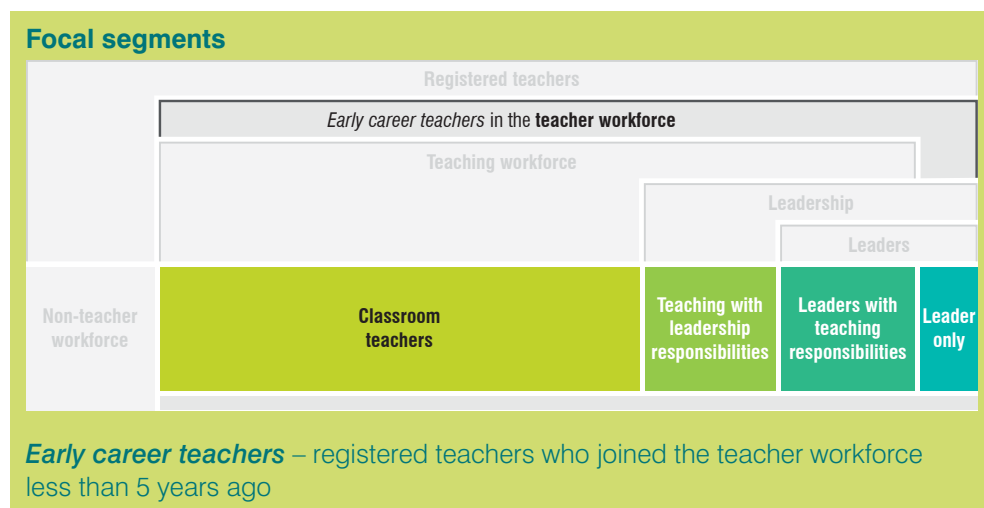 Focal segments
Registered teachers
Early career teachers in the teacher workforce
Teaching workforce
Leadership
Leaders
Non-teacher
workforce
Classroom
teachers
Teaching with
leadership
responsibilities
Leaders with
teaching
responsibilities
Leader
only
Early career teachers – registered teachers who joined the teacher workforce
less than 5 years ago